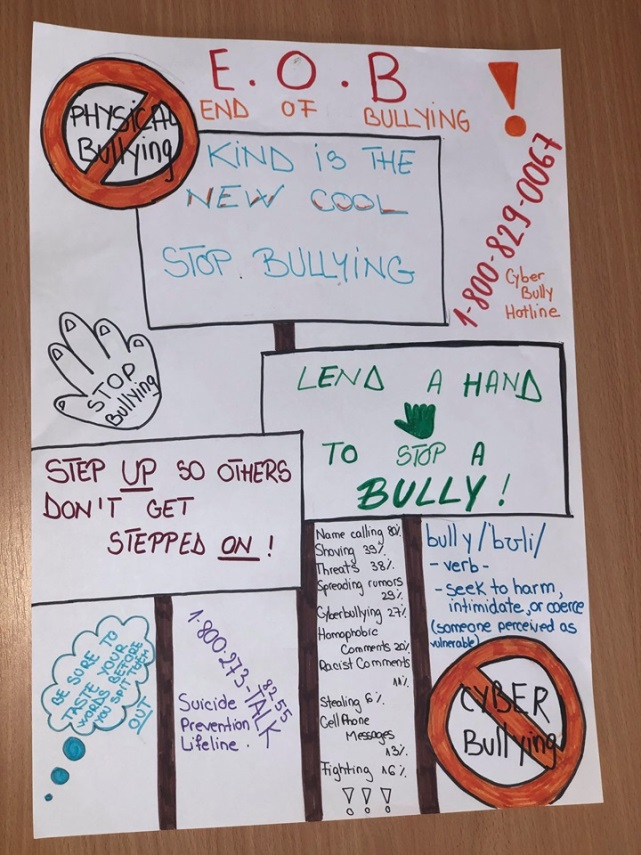 E.O.B
END OF BULLYING
PHYSICAL
Bullying
!
KIND is THE
NEW COOL
STOP. BULLYING
1-800-829-0067
Cyber
Bully
Hotline
STOP
Bullying
LEND A HAND
TO STOP A
BULLY!
STEP UP SO OTHERS
DON'T GET
STEPPED ON!
BE SURE TO
TASTE YOUR
WORDS BEFORE
YOU SPIT THEM
OUT
1-800-273-TALK
82-55
Suicide
Prevention
Lifeline.
Name calling 80%
Shoving 39%
Threats 38%
Spreading rumors
29%
Cyberbullying 27%
Homophobic
Comments 20%
Racist Comments
11%
Stealing 6%
Cell Phone
Messages
13%
Fighting 16%
!!!
bully/'bʊli/
- verb -
- seek to harm,
intimidate, or coerce
(someone perceived as
vulnerable)
CYBER
Bullying